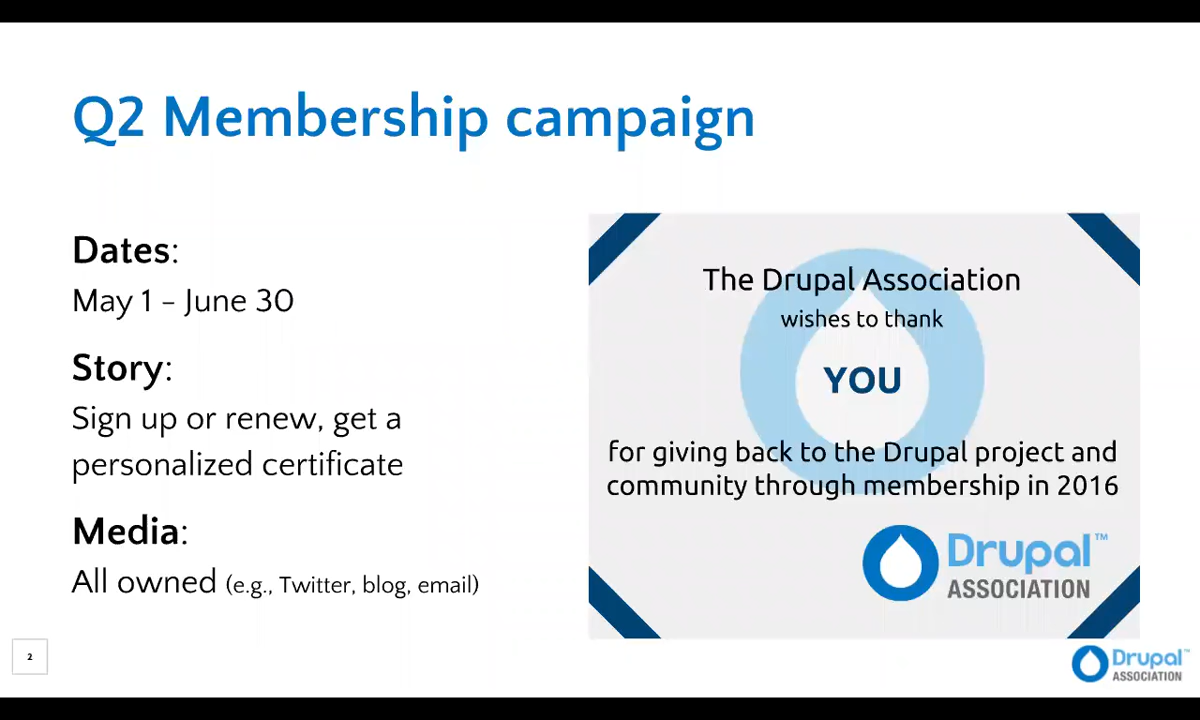 Q2 Membership campaign
Dates:
May 1 – June 30
Story:
Sign up or renew, get a
personalized certificate
Media:
All owned (e.g., Twitter, blog, email)
The Drupal Association
wishes to thank
YOU
for giving back to the Drupal project and
community through membership in 2016
Drupal™
ASSOCIATION
2
Drupal™
ASSOCIATION